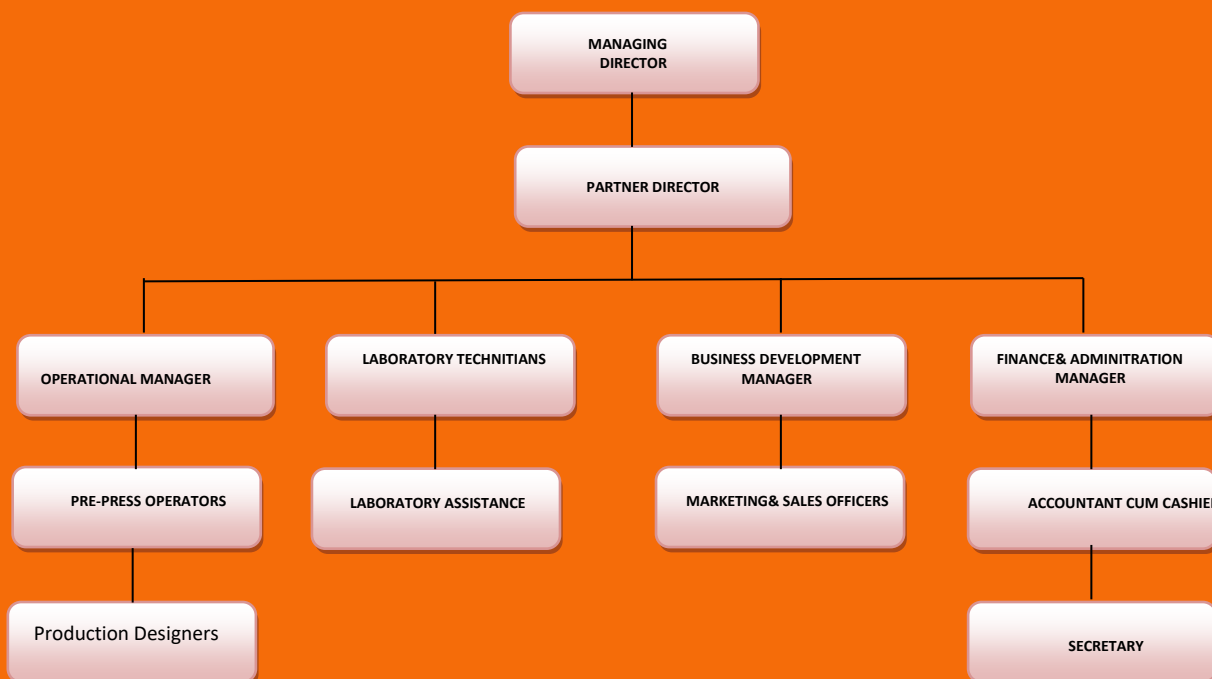 MANAGING
DIRECTOR
PARTNER DIRECTOR
OPERATIONAL MANAGER
LABORATORY TECHNITIANS
BUSINESS DEVELOPMENT
MANAGER
FINANCE& ADMINITRATION
MANAGER
PRE-PRESS OPERATORS
LABORATORY ASSISTANCE
MARKETING& SALES OFFICERS
ACCOUNTANT CUM
Production Designers
SECRETARY